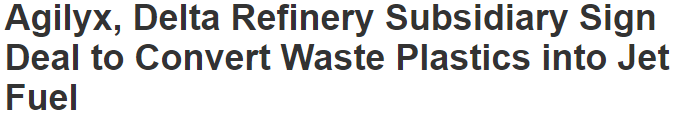 Agilyx, Delta Refinery Subsidiary Sign
Deal to Convert Waste Plastics into Jet
Fuel